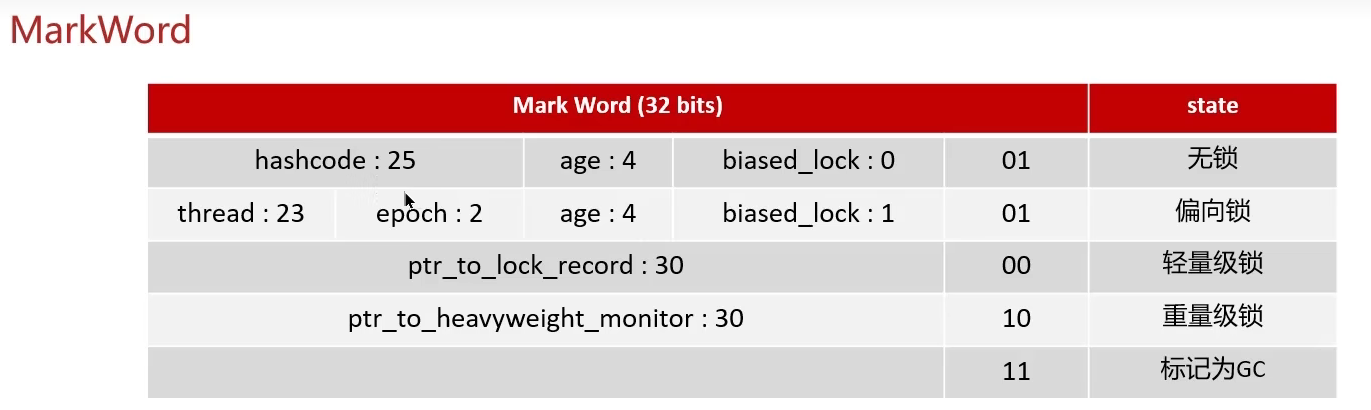 MarkWord
Mark Word (32 bits) state
hashcode : 25 age : 4 biased_lock : 0 01 无锁
thread : 23 epoch : 2 age : 4 biased_lock : 1 01 偏向锁
ptr_to_lock_record : 30 00 轻量级锁
ptr_to_heavyweight_monitor : 30 10 重量级锁
11 标记为GC